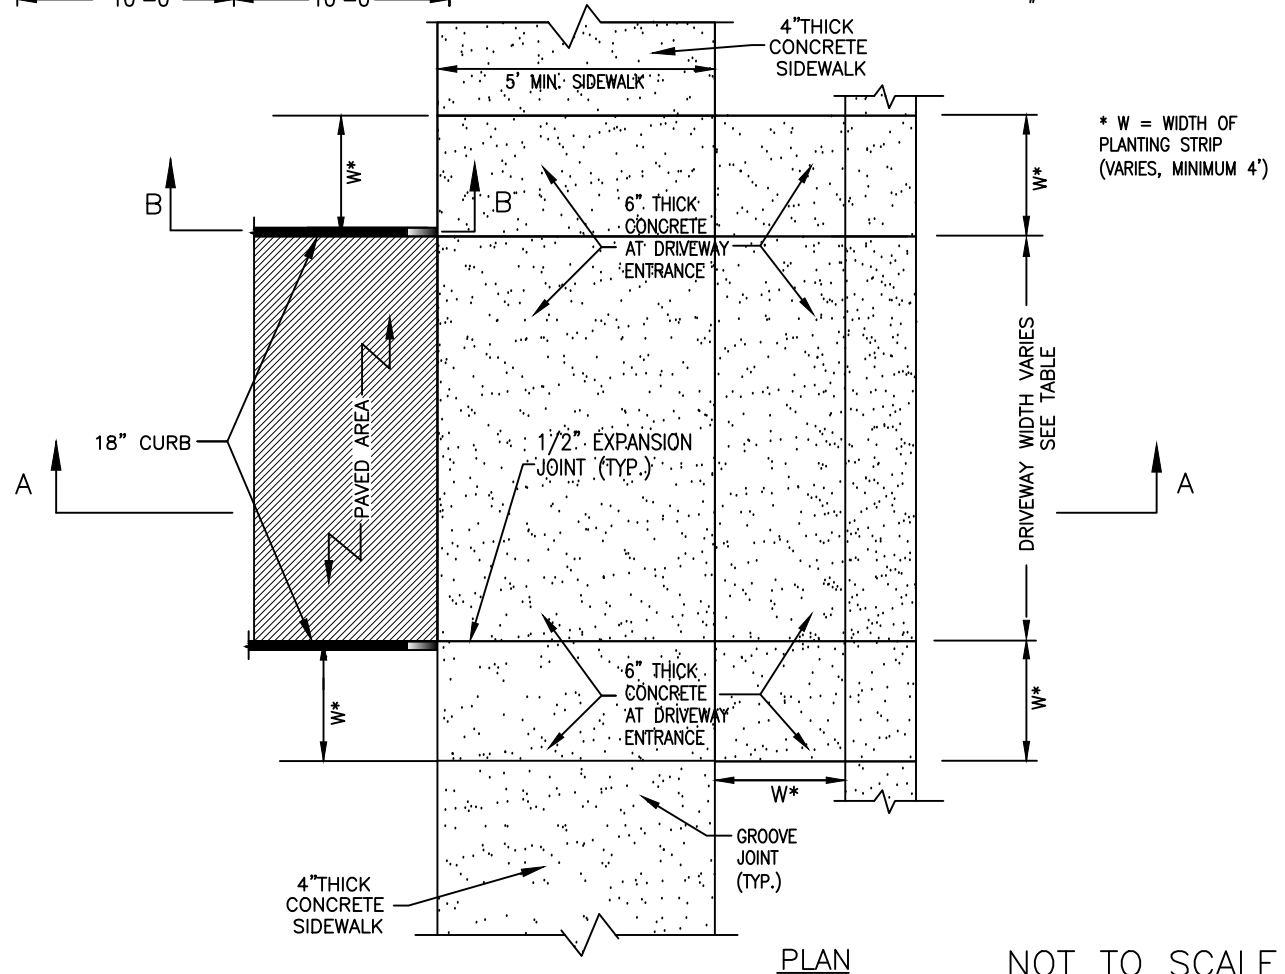 4"THICK
CONCRETE
SIDEWALK
5' MIN. SIDEWALK
* W = WIDTH OF
PLANTING STRIP
(VARIES, MINIMUM 4')
W*
W*
B
B
6" THICK
CONCRETE
AT DRIVEWAY
ENTRANCE
DRIVEWAY WIDTH VARIES
SEE TABLE
PAVED AREA
18" CURB
1/2" EXPANSION
JOINT (TYP.)
A
A
6" THICK
CONCRETE
AT DRIVEWAY
ENTRANCE
W*
W*
W*
GROOVE
JOINT
(TYP.)
4"THICK
CONCRETE
SIDEWALK
PLAN
NOT TO SCALE